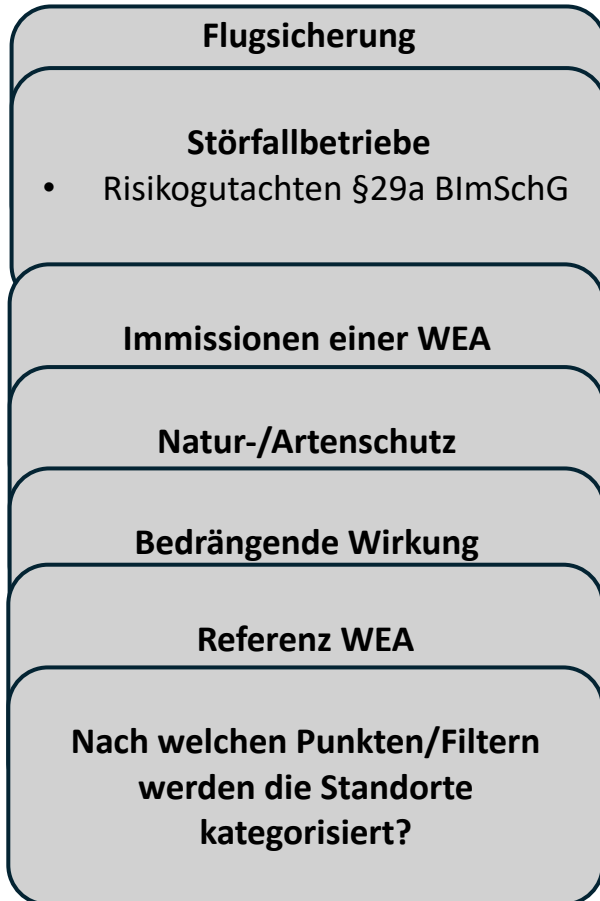 Flugsicherung
Störfallbetriebe
• Risikogutachten §29a BImSchG
Immissionen einer WEA
Natur-/Artenschutz
Bedrängende Wirkung
Referenz WEA
Nach welchen Punkten/Filtern
werden die Standorte
kategorisiert?